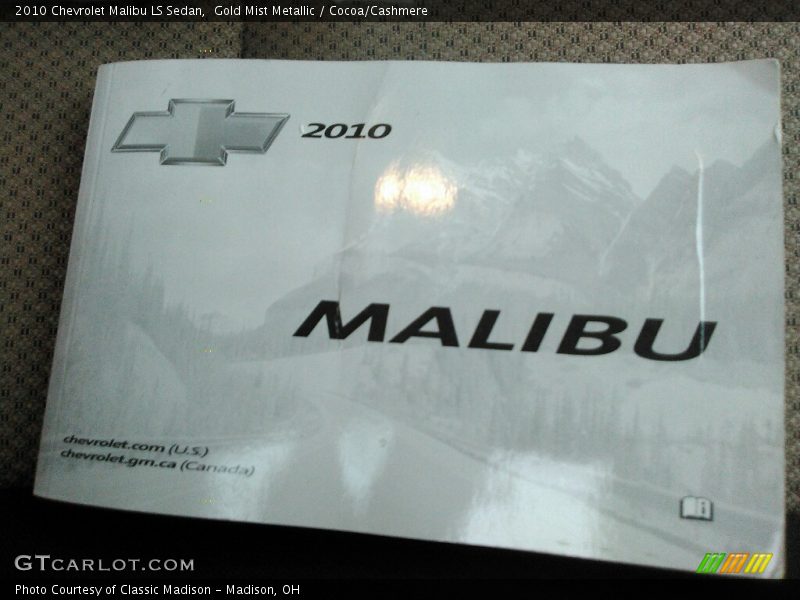 2010 Chevrolet Malibu LS Sedan,  Gold Mist Metallic / Cocoa/Cashmere
2010
MALIBU
chevrolet.com (U.S.)
chevrolet.gm.ca (Canada)
GTCARLOT.COM
Photo Courtesy of Classic Madison - Madison, OH